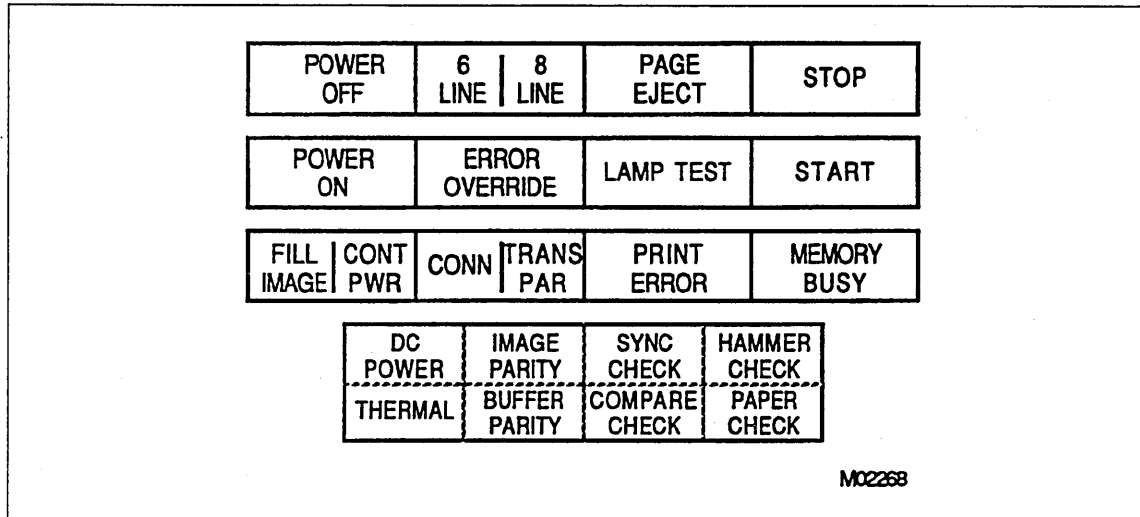 POWER OFF
6 LINE | 8 LINE
PAGE EJECT
STOP
POWER ON
ERROR OVERRIDE
LAMP TEST
START
FILL IMAGE | CONT PWR
CONN | TRANS PAR
PRINT ERROR
MEMORY BUSY
DC POWER
IMAGE PARITY
SYNC CHECK
HAMMER CHECK
THERMAL
BUFFER PARITY
COMPARE CHECK
PAPER CHECK
M02268